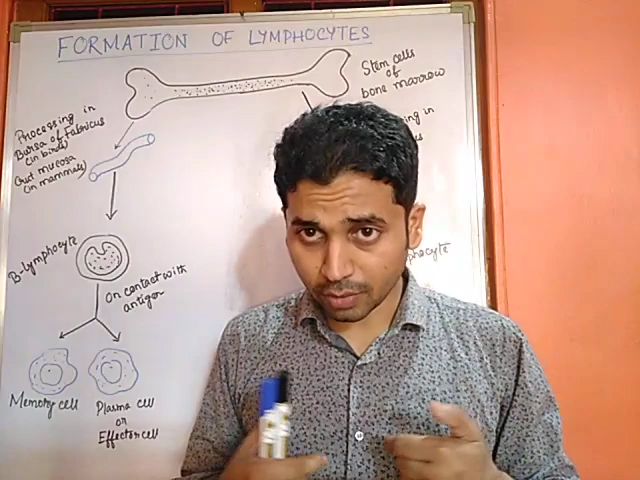 FORMATION OF LYMPHOCYTES
Stem cells
of
bone marrow
Processing in
Bursa of Fabricus
(in birds)
Gut mucosa
(in mammals)
B-lymphocyte
On contact with
antigen
Memory cell
Plasma cell
or
Effector cell